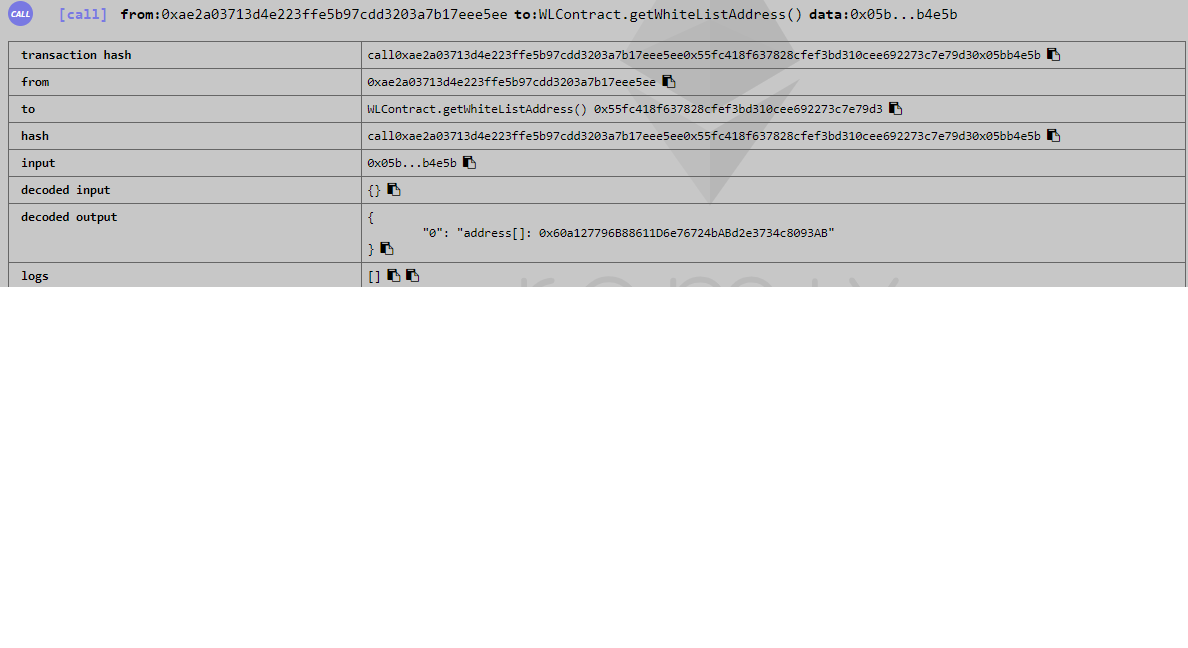 CALL [call] from:0xae2a03713d4e223ffe5b97cdd3203a7b17eee5ee to:WLContract.getWhiteListAddress() data:0x05b...b4e5b
transaction hash call0xae2a03713d4e223ffe5b97cdd3203a7b17eee5ee0x55fc418f637828cfef3bd310cee692273c7e79d30x05bb4e5b
from 0xae2a03713d4e223ffe5b97cdd3203a7b17eee5ee
to WLContract.getWhiteListAddress() 0x55fc418f637828cfef3bd310cee692273c7e79d3
hash call0xae2a03713d4e223ffe5b97cdd3203a7b17eee5ee0x55fc418f637828cfef3bd310cee692273c7e79d30x05bb4e5b
input 0x05b...b4e5b
decoded input {}
decoded output {
"0": "address[]: 0x60a127796B88611D6e76724bABd2e3734c8093AB"
}
logs []